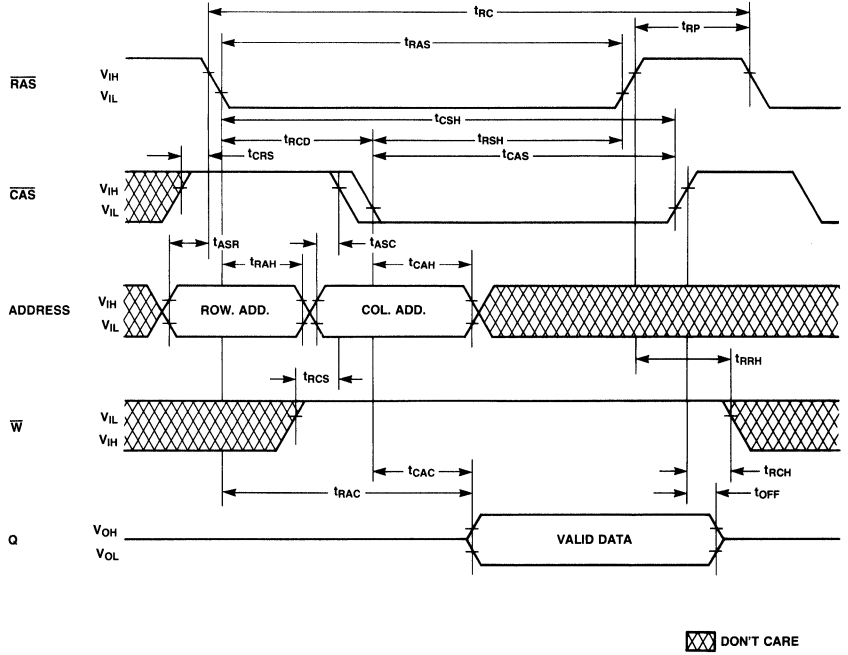 tRC
tRP
tRAS
RAS
VIH
VIL
tCSH
tRCD
tRSH
tCRS
tCAS
CAS
VIH
VIL
tASR
tASC
tRAH
tCAH
ADDRESS
VIH
VIL
ROW. ADD.
COL. ADD.
tRRH
tRCS
W
VIL
VIH
tCAC
tRCH
tRAC
tOFF
Q
VOH
VOL
VALID DATA
DON'T CARE